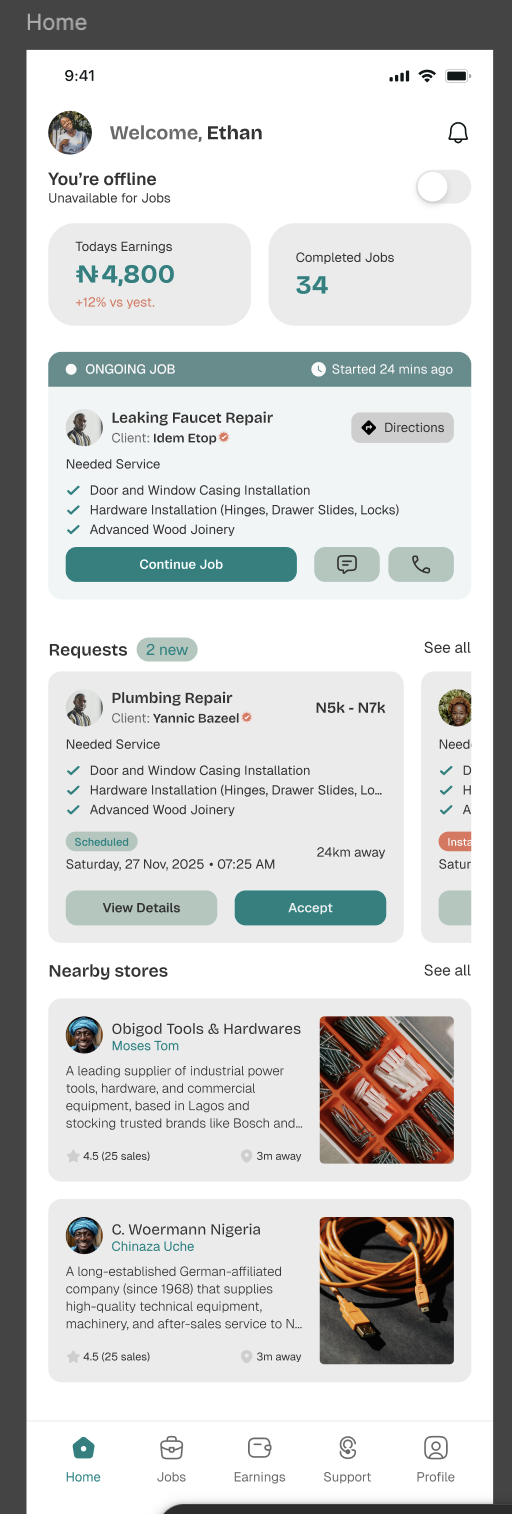 Home
9:41
Welcome, Ethan
You're offline
Unavailable for Jobs
Todays Earnings
₦4,800
+12% vs yest.
Completed Jobs
34
ONGOING JOB
Started 24 mins ago
Leaking Faucet Repair
Client: Idem Etop
Directions
Needed Service
Door and Window Casing Installation
Hardware Installation (Hinges, Drawer Slides, Locks)
Advanced Wood Joinery
Continue Job
Requests
2 new
See all
Plumbing Repair
Client: Yannic Bazeel
N5k - N7k
Needed Service
Door and Window Casing Installation
Hardware Installation (Hinges, Drawer Slides, Lo...
Advanced Wood Joinery
Scheduled
Saturday, 27 Nov, 2025 • 07:25 AM
24km away
View Details
Accept
Need
D
H
A
Insta
Satur
Nearby stores
See all
Obigod Tools & Hardwares
Moses Tom
A leading supplier of industrial power
tools, hardware, and commercial
equipment, based in Lagos and
stocking trusted brands like Bosch and...
4.5 (25 sales)
3m away
C. Woermann Nigeria
Chinaza Uche
A long-established German-affiliated
company (since 1968) that supplies
high-quality technical equipment,
machinery, and after-sales service to N...
4.5 (25 sales)
3m away
Home
Jobs
Earnings
Support
Profile